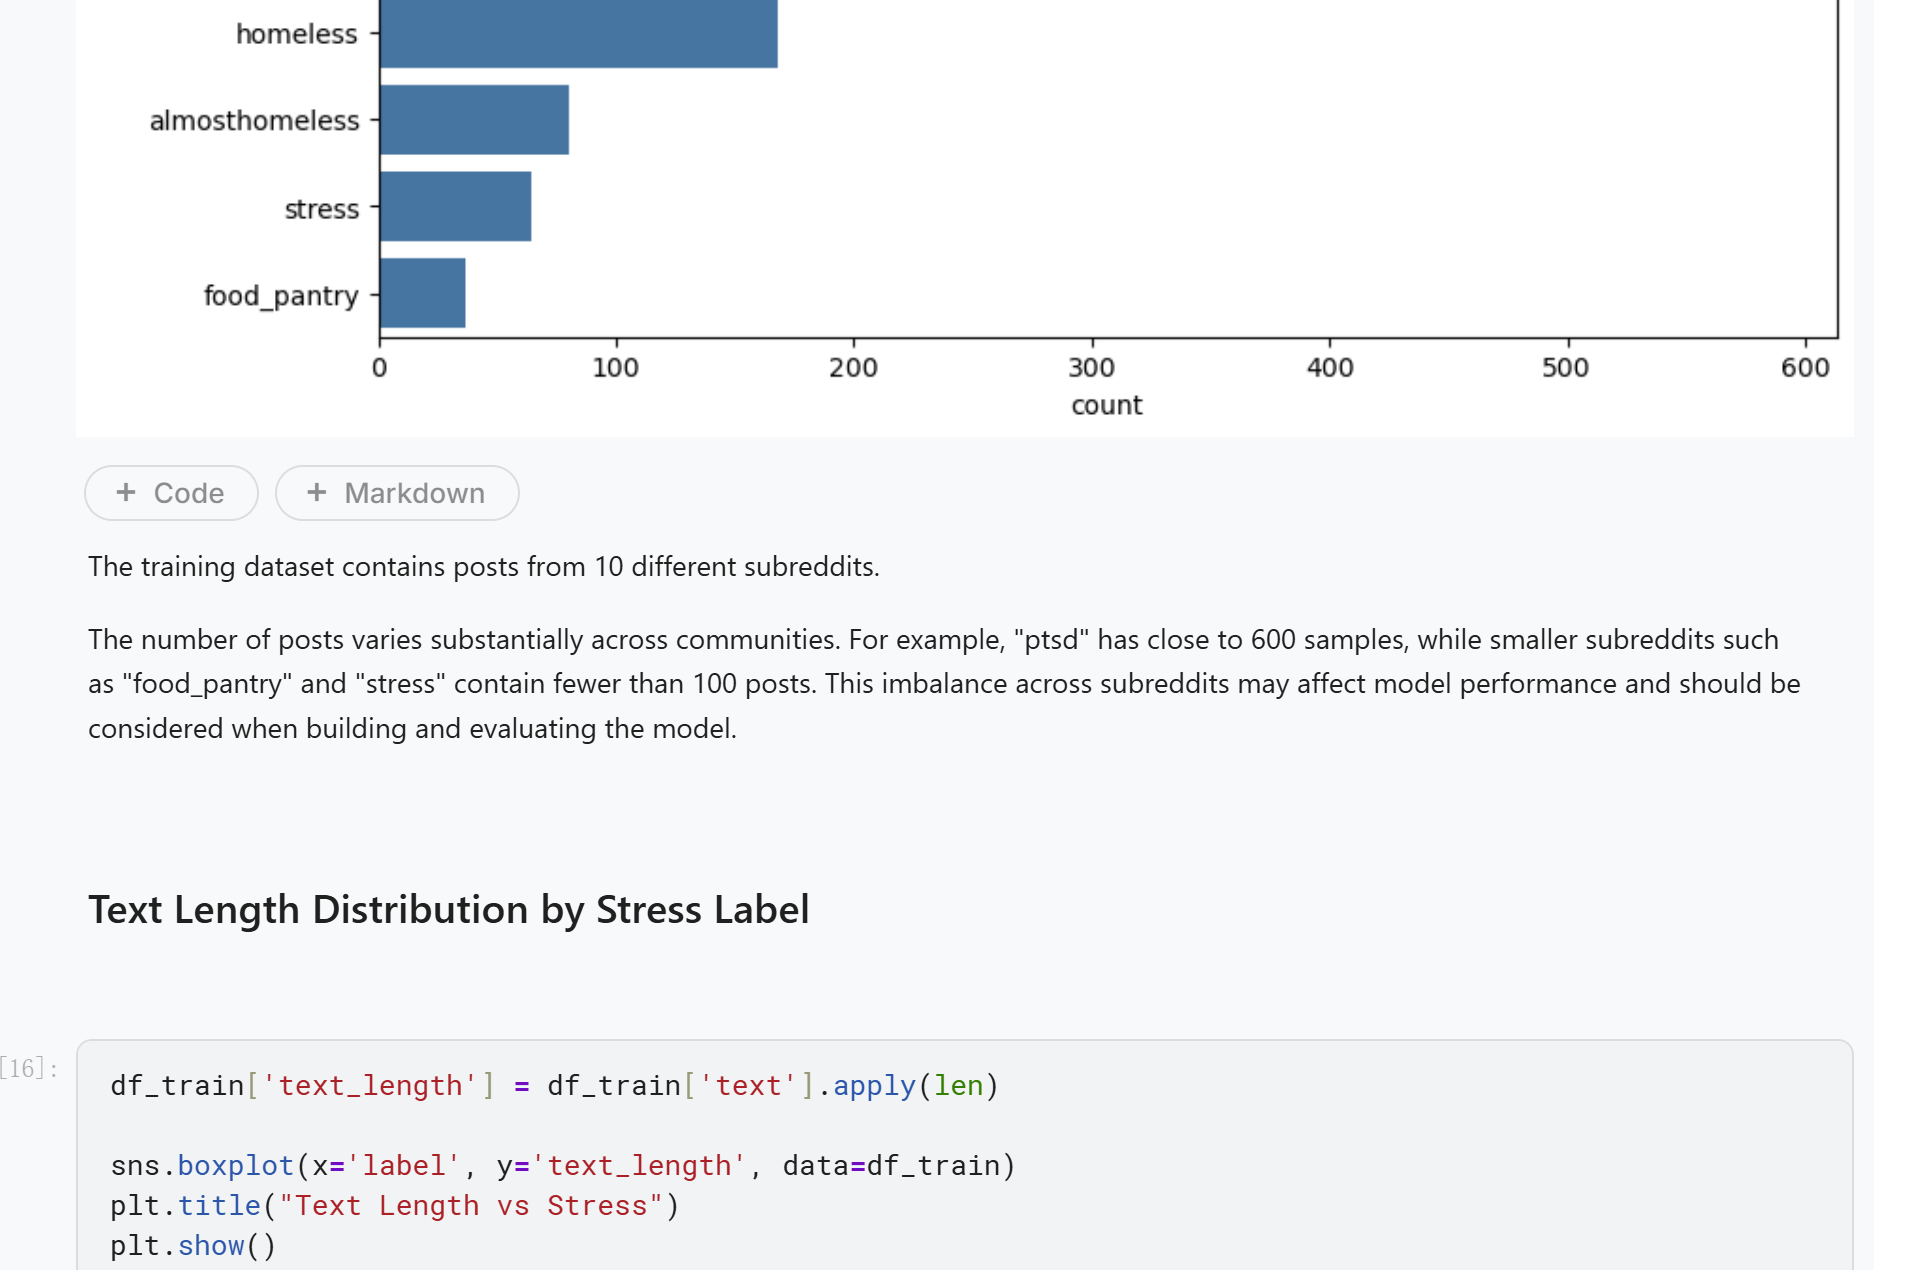 homeless
almosthomeless
stress
food_pantry
0 100 200 300 400 500 600
count
+ Code + Markdown
The training dataset contains posts from 10 different subreddits.
The number of posts varies substantially across communities. For example, "ptsd" has close to 600 samples, while smaller subreddits such
as "food_pantry" and "stress" contain fewer than 100 posts. This imbalance across subreddits may affect model performance and should be
considered when building and evaluating the model.
Text Length Distribution by Stress Label
[16]:
df_train['text_length'] = df_train['text'].apply(len)
sns.boxplot(x='label', y='text_length', data=df_train)
plt.title("Text Length vs Stress")
plt.show()